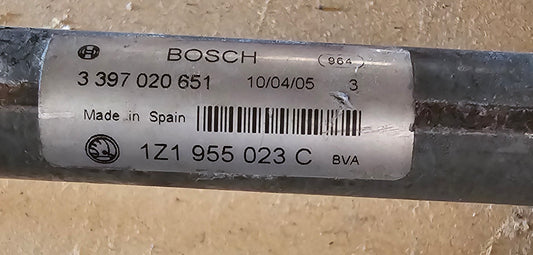 BOSCH (964)
3 397 020 651 10/04/05 3
Made in Spain
1Z1 955 023 C BVA